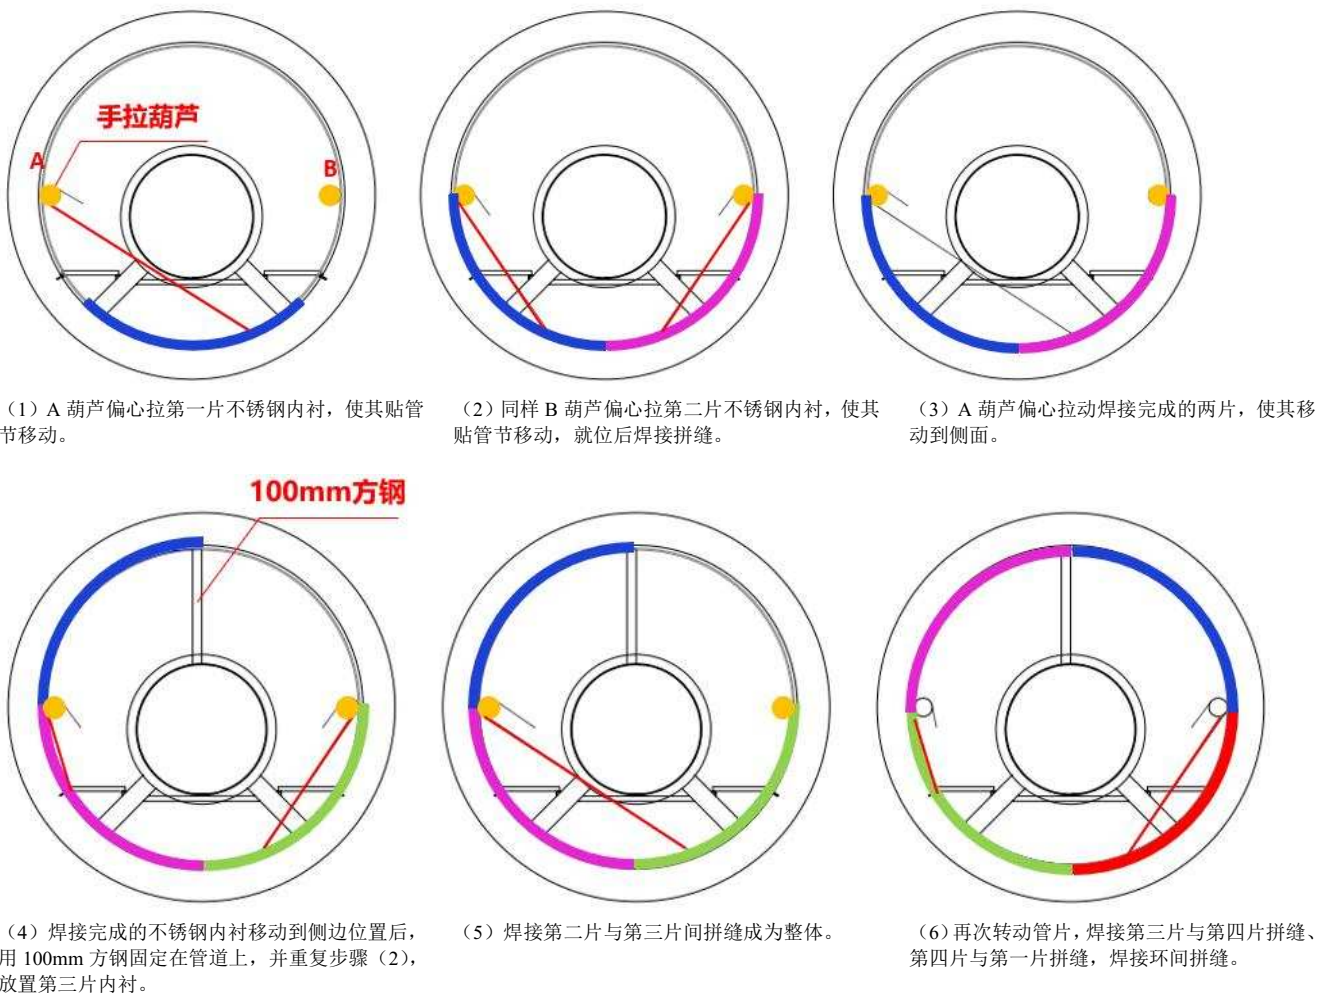 手拉葫芦
A
B
（1）A 葫芦偏心拉第一片不锈钢内衬，使其贴管
节移动。
（2）同样 B 葫芦偏心拉第二片不锈钢内衬，使其
贴管节移动，就位后焊接拼缝。
（3）A 葫芦偏心拉动焊接完成的两片，使其移
动到侧面。
100mm方钢
（4）焊接完成的不锈钢内衬移动到侧边位置后，
用 100mm 方钢固定在管道上，并重复步骤（2），
放置第三片内衬。
（5）焊接第二片与第三片间拼缝成为整体。
（6）再次转动管片，焊接第三片与第四片拼缝、
第四片与第一片拼缝，焊接环间拼缝。